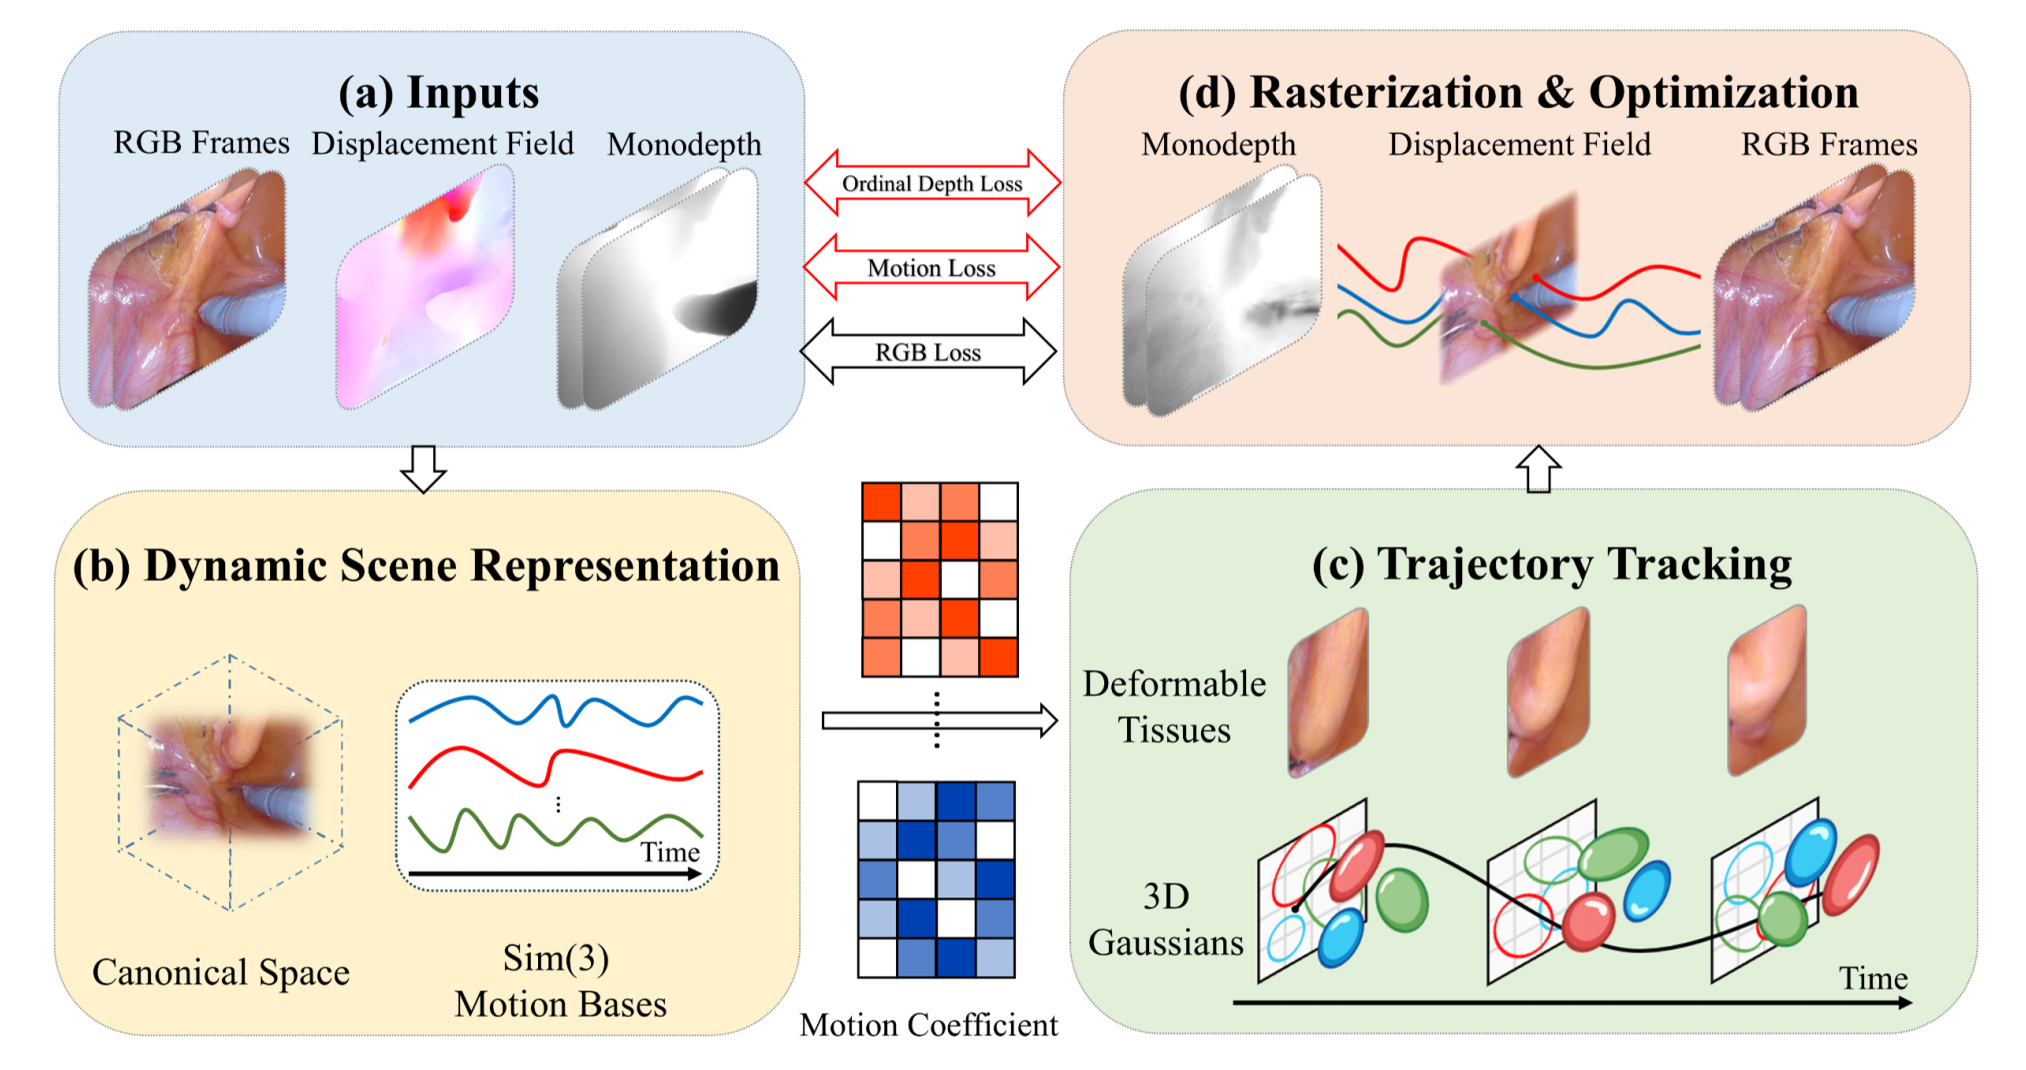 (a) Inputs
RGB Frames
Displacement Field
Monodepth
Ordinal Depth Loss
Motion Loss
RGB Loss
(d) Rasterization & Optimization
Monodepth
Displacement Field
RGB Frames
(b) Dynamic Scene Representation
Canonical Space
Time
Sim(3)
Motion Bases
Motion Coefficient
(c) Trajectory Tracking
Deformable
Tissues
3D
Gaussians
Time